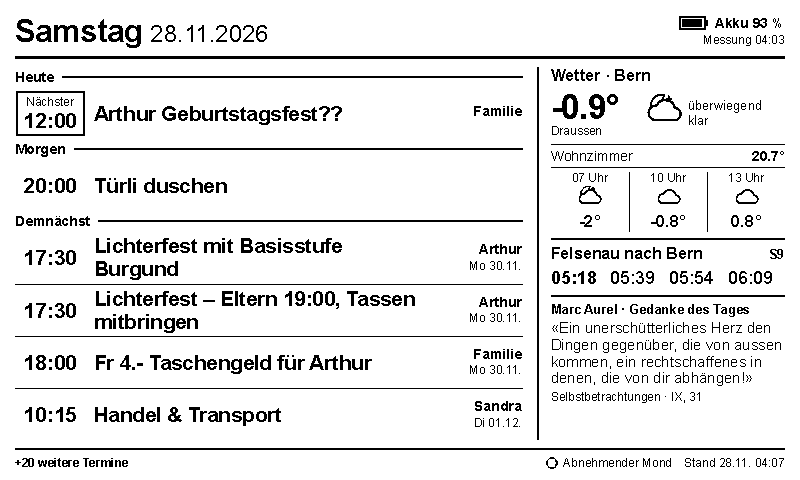 Samstag 28.11.2026
Akku 93 %
Messung 04:03
Heute
Nächster
12:00 Arthur Geburtstagsfest?? Familie
Morgen
20:00 Türli duschen
Demnächst
17:30 Lichterfest mit Basisstufe Burgund Arthur
Mo 30.11.
17:30 Lichterfest – Eltern 19:00, Tassen mitbringen Arthur
Mo 30.11.
18:00 Fr 4.- Taschengeld für Arthur Familie
Mo 30.11.
10:15 Handel & Transport Sandra
Di 01.12.
+20 weitere Termine
Wetter · Bern
-0.9° überwiegend klar
Draussen
Wohnzimmer 20.7°
07 Uhr 10 Uhr 13 Uhr
-2° -0.8° 0.8°
Felsenau nach Bern S9
05:18 05:39 05:54 06:09
Marc Aurel · Gedanke des Tages
«Ein unerschütterliches Herz den
Dingen gegenüber, die von aussen
kommen, ein rechtschaffenes in
denen, die von dir abhängen!»
Selbstbetrachtungen · IX, 31
Abnehmender Mond Stand 28.11. 04:07